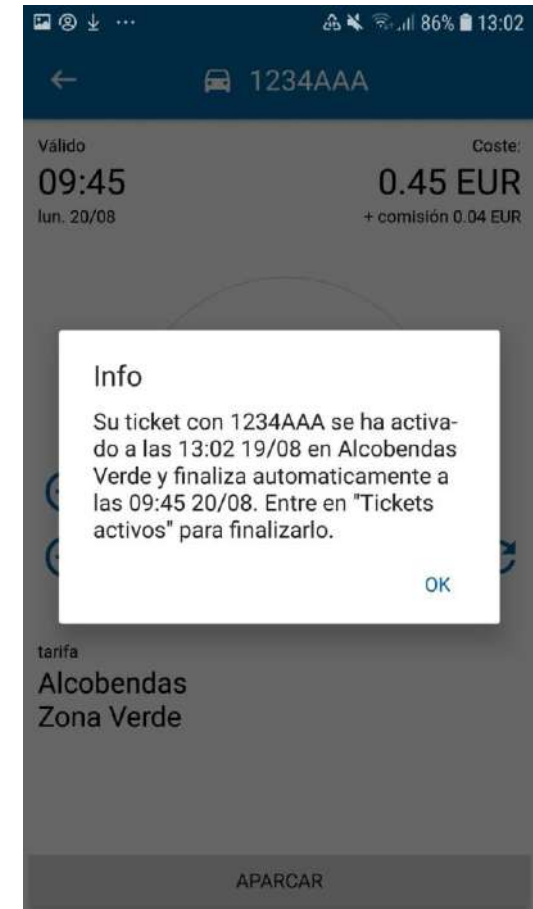 86% 13:02
1234AAA
Válido
Coste:
09:45
0.45 EUR
lun. 20/08
+ comisión 0.04 EUR
Info
Su ticket con 1234AAA se ha activa-
do a las 13:02 19/08 en Alcobendas
Verde y finaliza automaticamente a
las 09:45 20/08. Entre en "Tickets
activos" para finalizarlo.
OK
tarifa
Alcobendas
Zona Verde
APARCAR